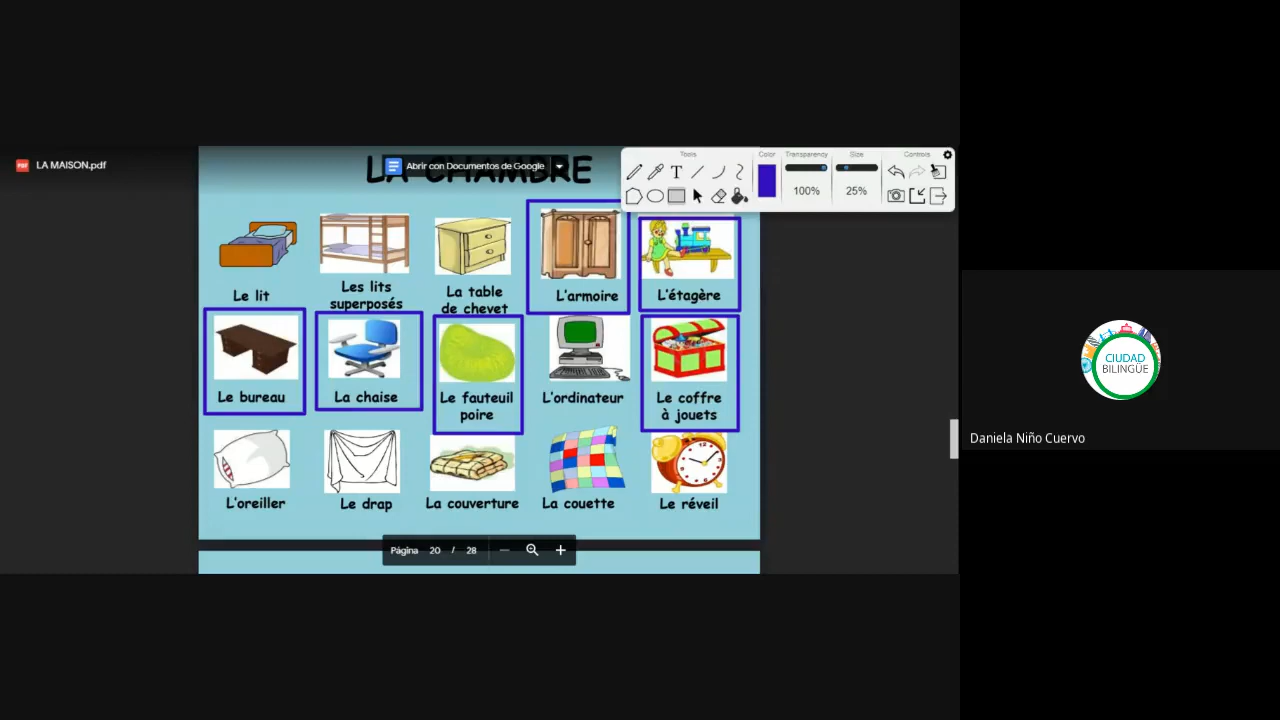 LA MAISON.pdf
Abrir con Documentos de Google
LA CHAMBRE
Tools
Color
Transparency
Size
Controls
100%
25%
Le lit
Les lits
superposés
La table
de chevet
L'armoire
L'étagère
Le bureau
La chaise
Le fauteuil
poire
L'ordinateur
Le coffre
à jouets
L'oreiller
Le drap
La couverture
La couette
Le réveil
Página 20 / 28
CIUDAD
BILINGÜE
Daniela Niño Cuervo